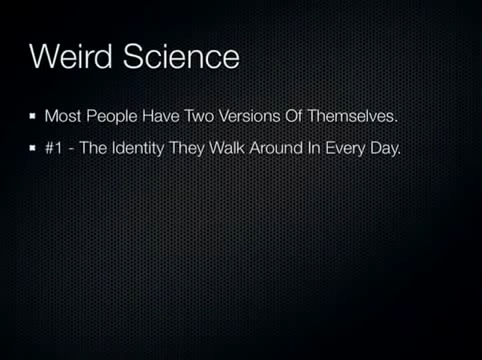 Weird Science
Most People Have Two Versions Of Themselves.
#1 - The Identity They Walk Around In Every Day.